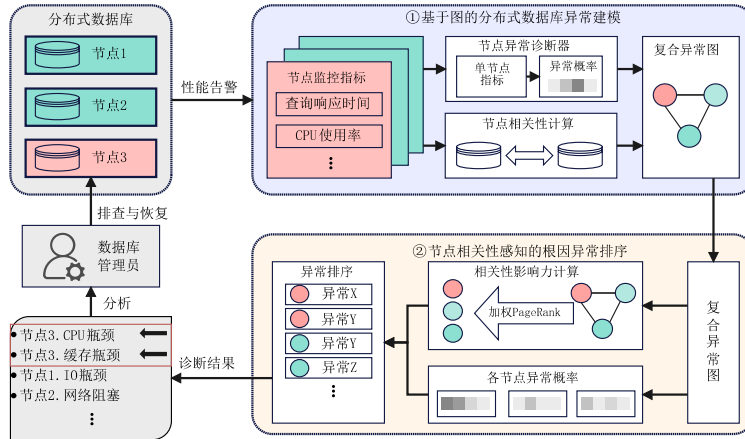 分布式数据库
节点1
节点2
节点3
性能告警
①基于图的分布式数据库异常建模
节点监控指标
查询响应时间
CPU使用率
⋮
节点异常诊断器
单节点
指标
异常概率
节点相关性计算
复合异常图
排查与恢复
数据库
管理员
分析
节点3.CPU瓶颈
节点3.缓存瓶颈
节点1.IO瓶颈
节点2.网络阻塞
⋮
诊断结果
②节点相关性感知的根因异常排序
异常排序
异常X
异常Y
异常Y
异常Z
⋮
相关性影响力计算
加权PageRank
各节点异常概率
复合异常图